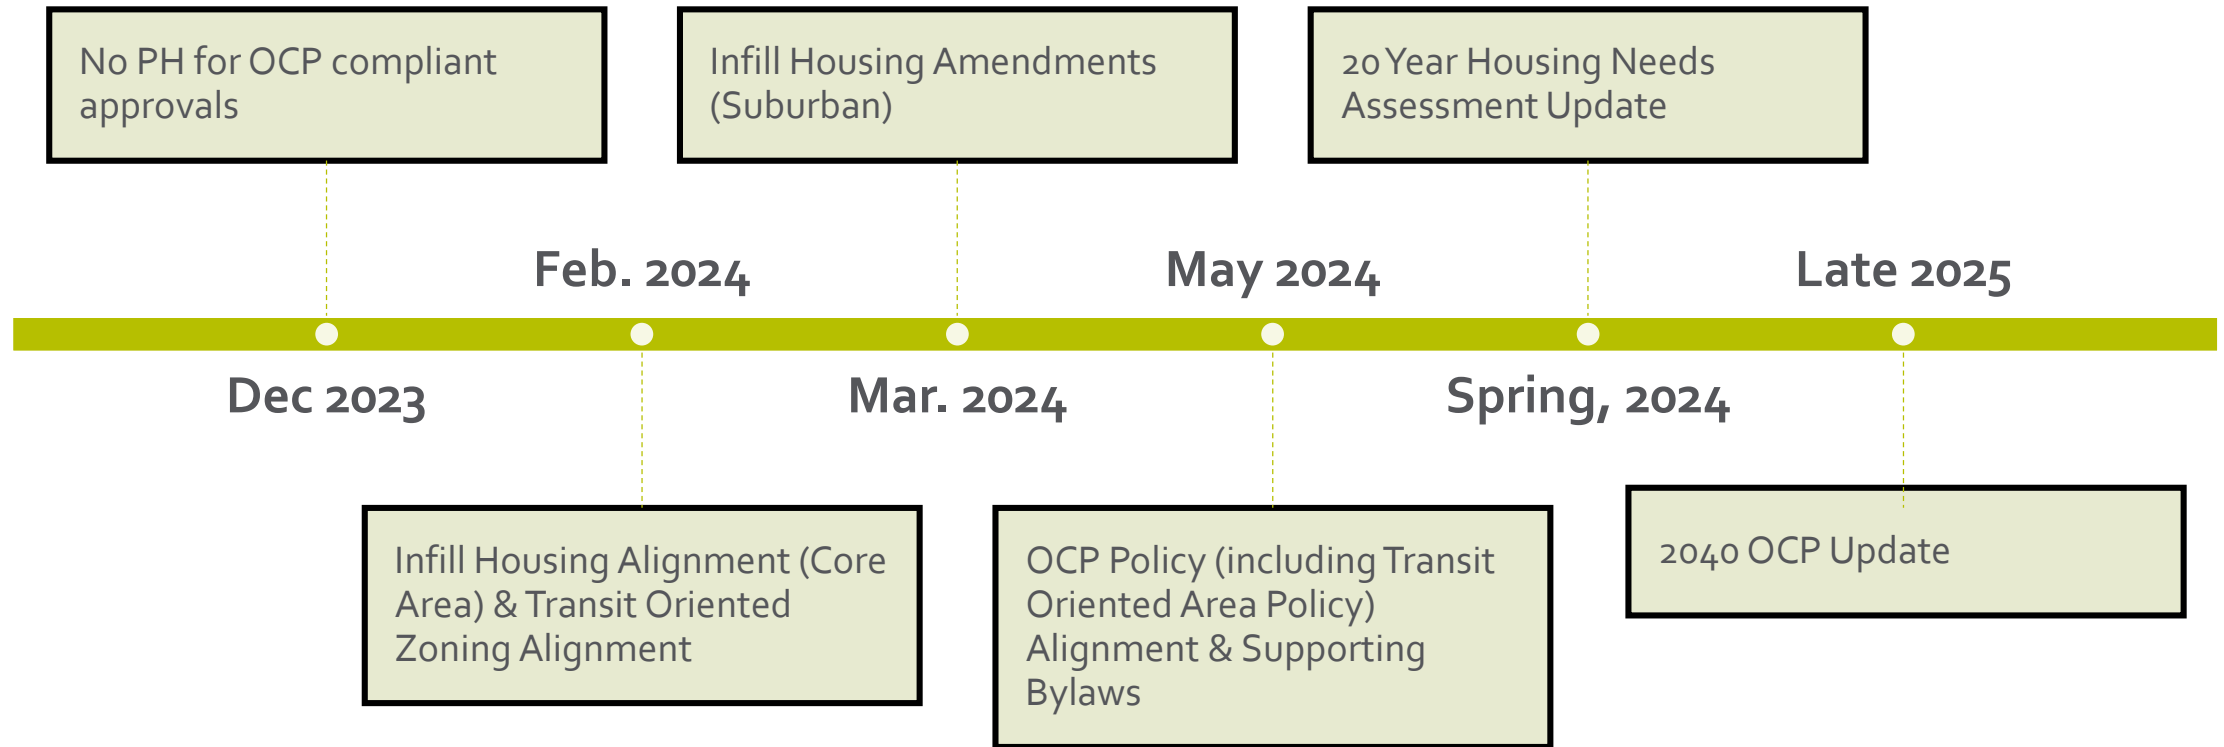 No PH for OCP compliant
approvals
Infill Housing Amendments
(Suburban)
20 Year Housing Needs
Assessment Update
Feb. 2024
May 2024
Late 2025
Dec 2023
Mar. 2024
Spring, 2024
Infill Housing Alignment (Core
Area) & Transit Oriented
Zoning Alignment
OCP Policy (including Transit
Oriented Area Policy)
Alignment & Supporting
Bylaws
2040 OCP Update